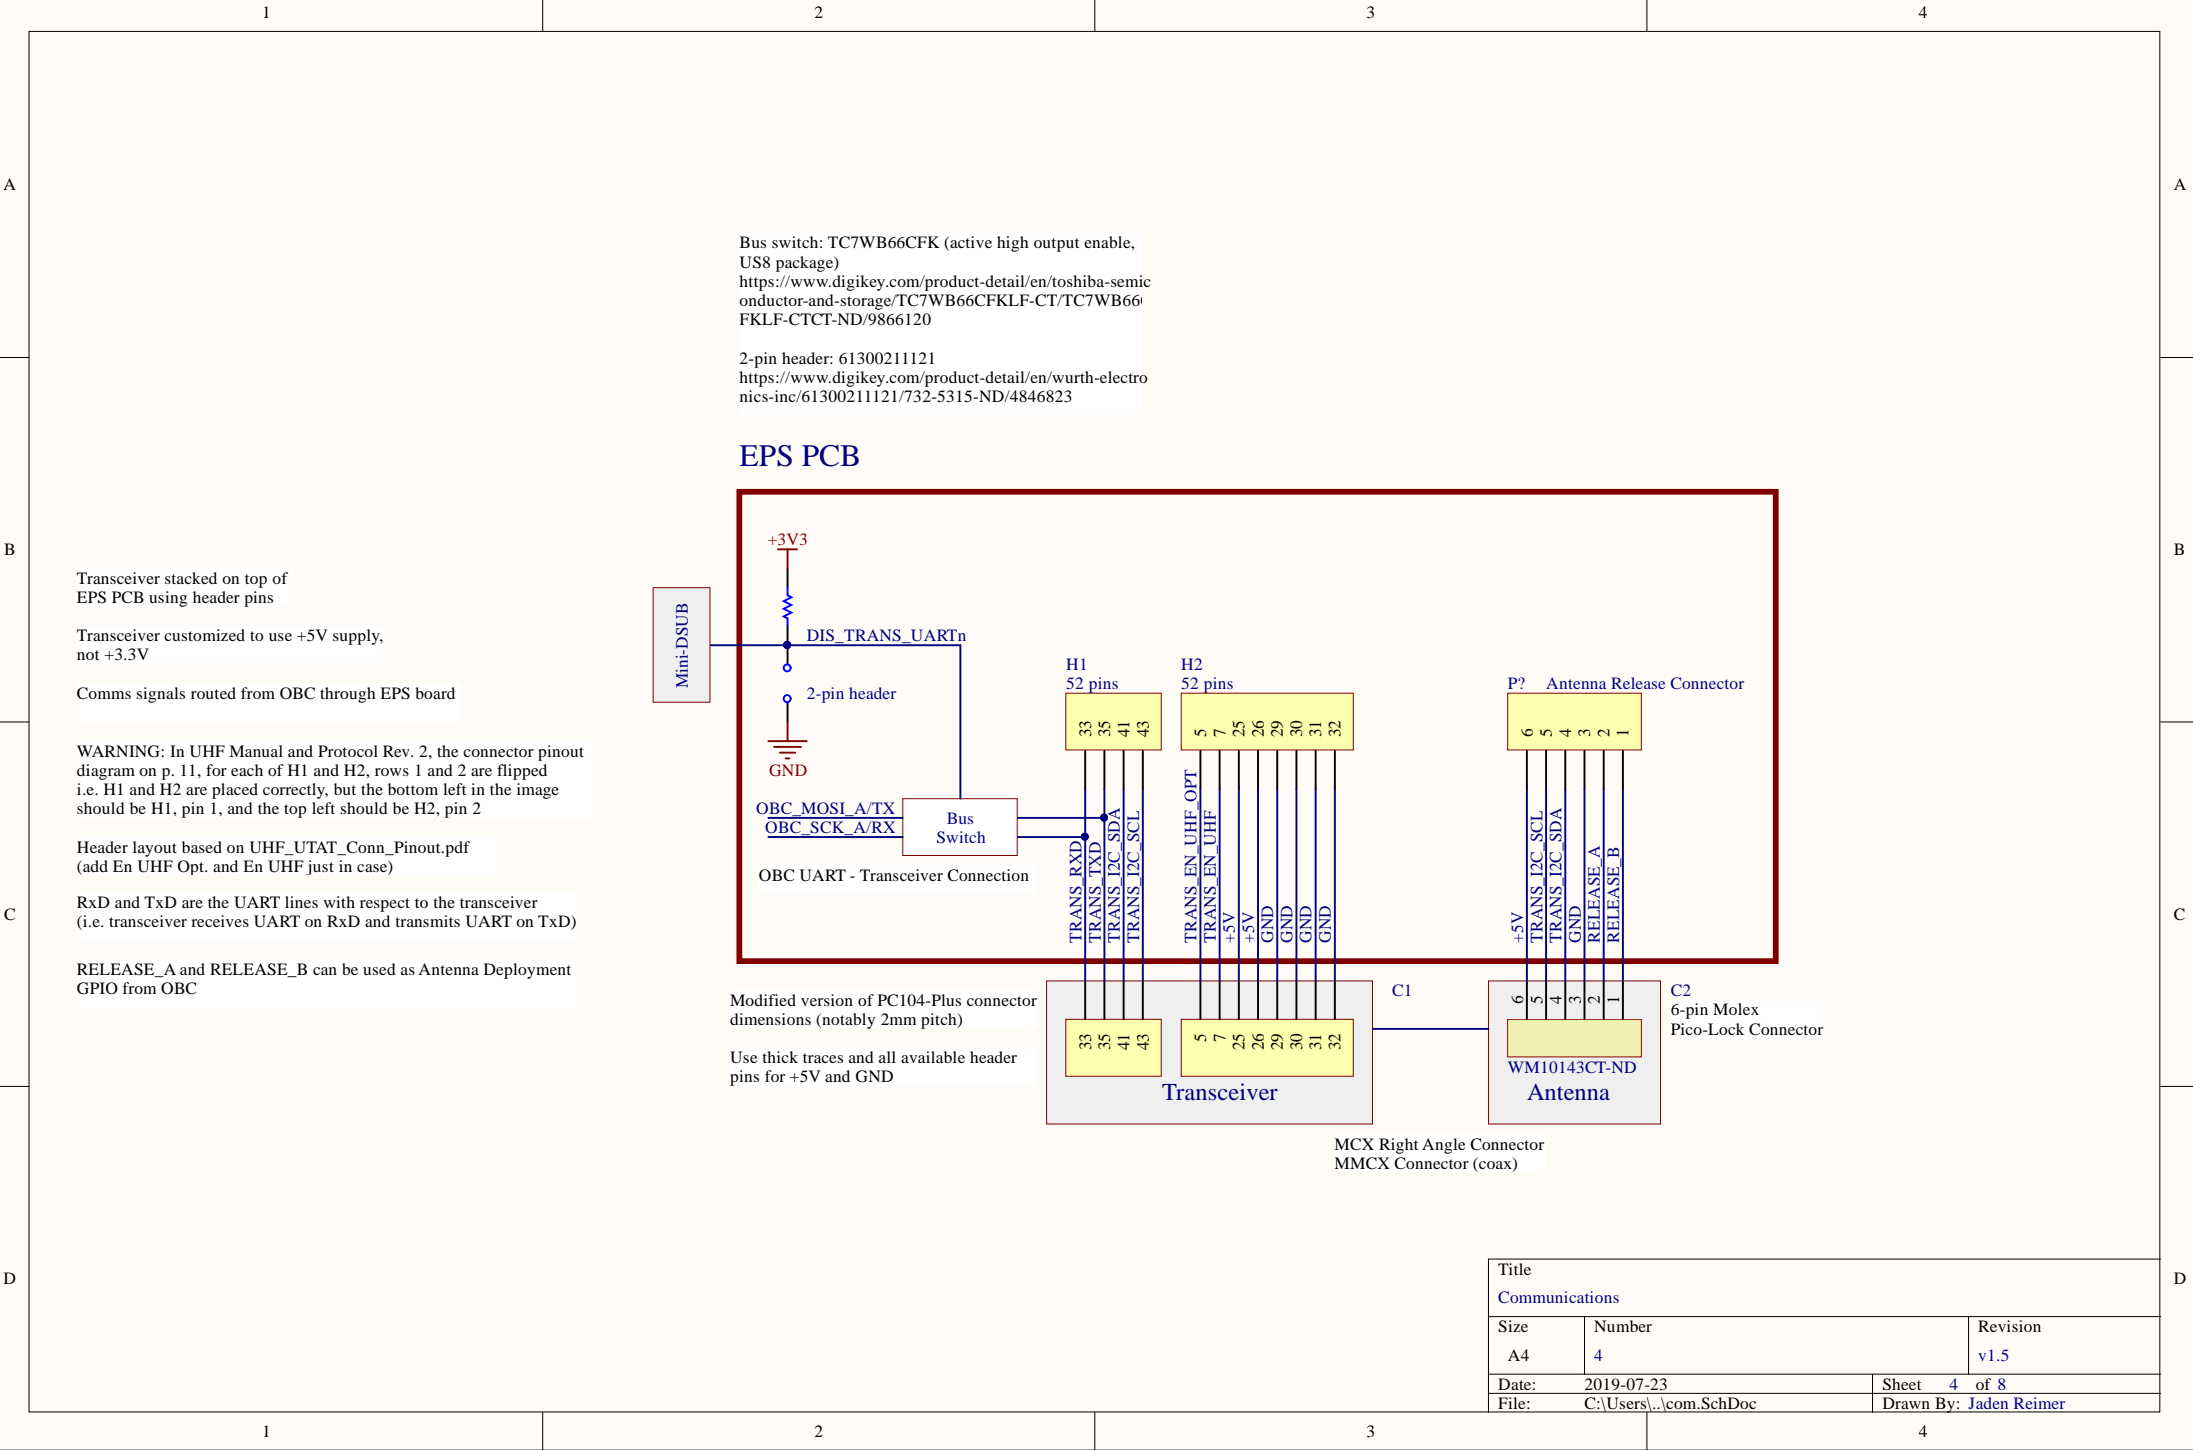 1
2
3
4
A
A
Bus switch: TC7WB66CFK (active high output enable,
US8 package)
https://www.digikey.com/product-detail/en/toshiba-semic
onductor-and-storage/TC7WB66CFKLF-CT/TC7WB66
FKLF-CTCT-ND/9866120
2-pin header: 61300211121
https://www.digikey.com/product-detail/en/wurth-electro
nics-inc/61300211121/732-5315-ND/4846823
EPS PCB
B
B
Transceiver stacked on top of
EPS PCB using header pins
Transceiver customized to use +5V supply,
not +3.3V
Comms signals routed from OBC through EPS board
WARNING: In UHF Manual and Protocol Rev. 2, the connector pinout
diagram on p. 11, for each of H1 and H2, rows 1 and 2 are flipped
i.e. H1 and H2 are placed correctly, but the bottom left in the image
should be H1, pin 1, and the top left should be H2, pin 2
Header layout based on UHF_UTAT_Conn_Pinout.pdf
(add En UHF Opt. and En UHF just in case)
RxD and TxD are the UART lines with respect to the transceiver
(i.e. transceiver receives UART on RxD and transmits UART on TxD)
RELEASE_A and RELEASE_B can be used as Antenna Deployment
GPIO from OBC
Mini-DSUB
+3V3
DIS_TRANS_UARTn
2-pin header
GND
OBC_MOSI_A/TX
OBC_SCK_A/RX
Bus
Switch
OBC UART - Transceiver Connection
H1
52 pins
33
35
41
43
TRANS_RXD
TRANS_TXD
TRANS_I2C_SDA
TRANS_I2C_SCL
H2
52 pins
5
7
25
26
29
30
31
32
TRANS_EN_UHF_OPT
TRANS_EN_UHF
+5V
+5V
GND
GND
GND
GND
P? Antenna Release Connector
6
5
4
3
2
1
+5V
TRANS_I2C_SCL
TRANS_I2C_SDA
GND
RELEASE_A
RELEASE_B
C
C
Modified version of PC104-Plus connector
dimensions (notably 2mm pitch)
Use thick traces and all available header
pins for +5V and GND
C1
33
35
41
43
5
7
25
26
29
30
31
32
Transceiver
6
5
4
3
2
1
WM10143CT-ND
Antenna
C2
6-pin Molex
Pico-Lock Connector
MCX Right Angle Connector
MMCX Connector (coax)
D
D
Title
Communications
Size
Number
Revision
A4
4
v1.5
Date: 2019-07-23
Sheet 4 of 8
File: C:\Users\..\com.SchDoc
Drawn By: Jaden Reimer
1
2
3
4